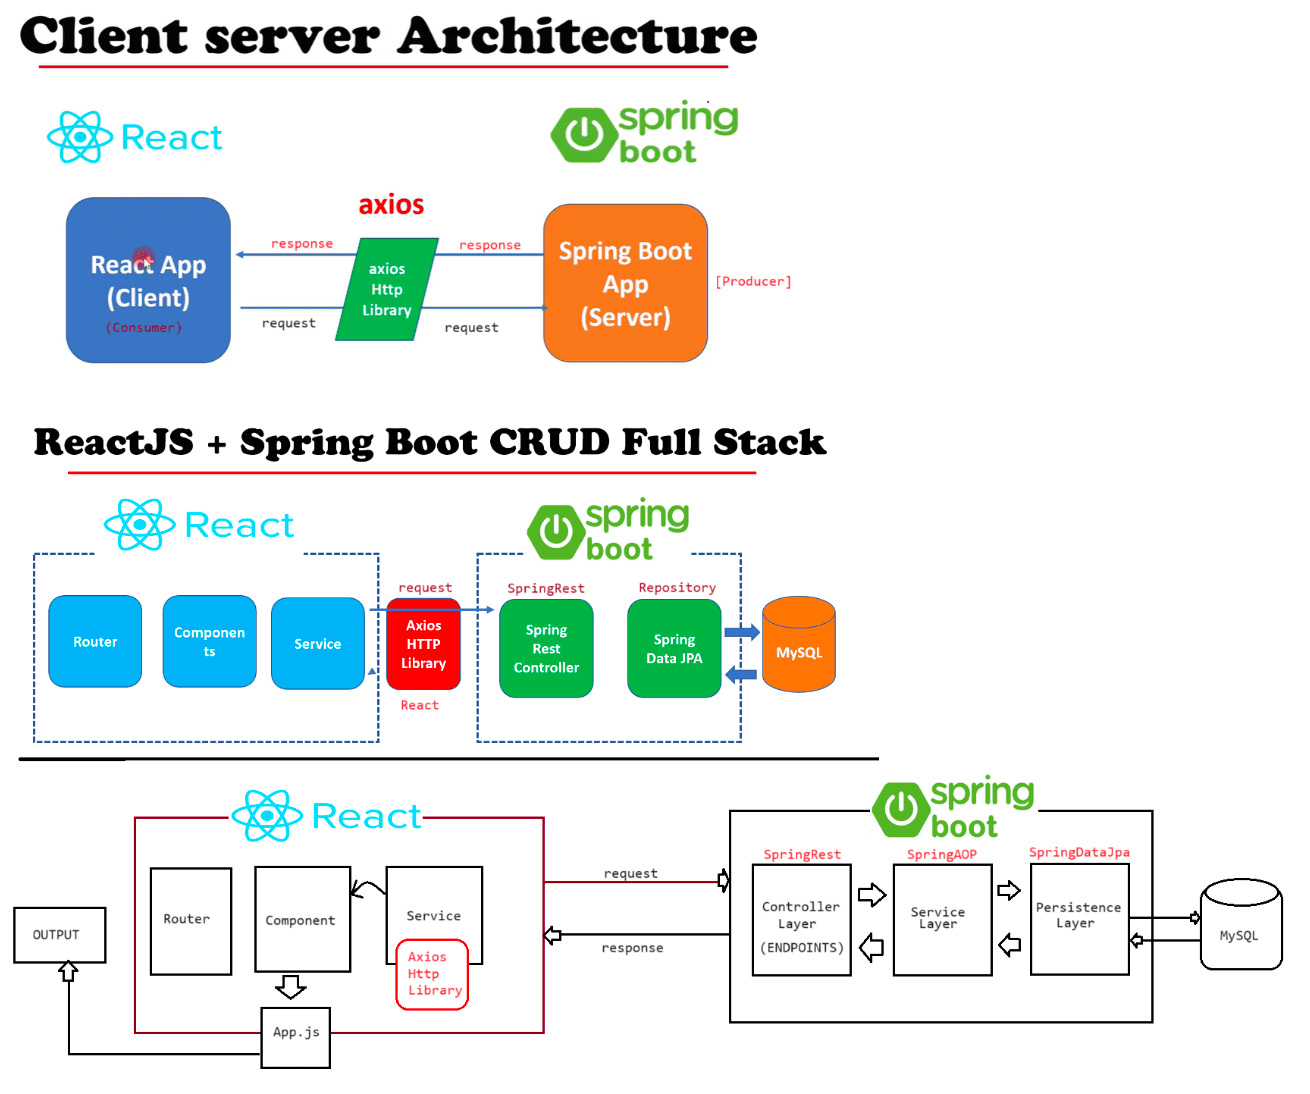 Client server Architecture
React
spring
boot
axios
React App
(Client)
(Consumer)
response
request
axios
Http
Library
response
request
Spring Boot
App
(Server)
[Producer]
ReactJS + Spring Boot CRUD Full Stack
React
spring
boot
Router
Componen
ts
Service
request
Axios
HTTP
Library
React
SpringRest
Spring
Rest
Controller
Repository
Spring
Data JPA
MySQL
React
spring
boot
OUTPUT
Router
Component
Service
Axios
Http
Library
App.js
request
response
SpringRest
Controller
Layer
(ENDPOINTS)
SpringAOP
Service
Layer
SpringDataJpa
Persistence
Layer
MySQL